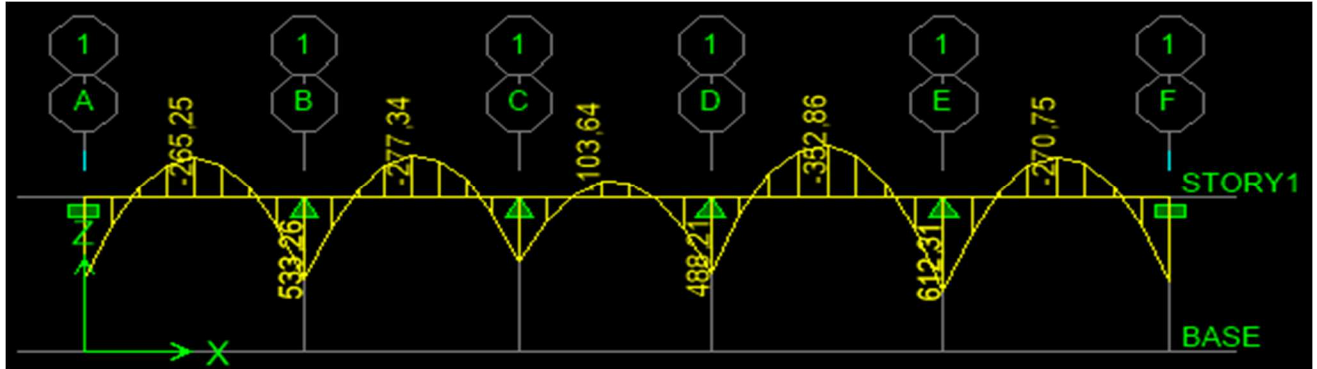 1 1 1 1 1 1
A B C D E F
-265,25 -277,34 103,64 -352,86 -270,75
STORY1
Z
533,26 488,21 612,31
BASE
X